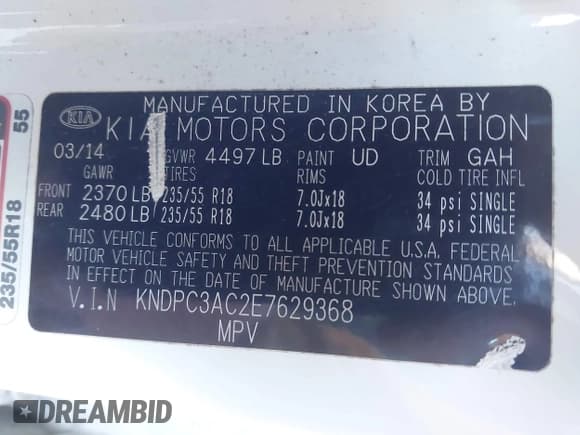 55
235/55R18
KIA
MANUFACTURED IN KOREA BY
KIA MOTORS CORPORATION
03/14 GVWR 4497 LB PAINT UD TRIM GAH
GAWR TIRES RIMS COLD TIRE INFL
FRONT 2370 LB 235/55 R18 7.0Jx18 34 psi SINGLE
REAR 2480 LB 235/55 R18 7.0Jx18 34 psi SINGLE
THIS VEHICLE CONFORMS TO ALL APPLICABLE U.S.A. FEDERAL
MOTOR VEHICLE SAFETY AND THEFT PREVENTION STANDARDS
IN EFFECT ON THE DATE OF MANUFACTURE SHOWN ABOVE
V.I.N KNDPC3AC2E7629368
MPV
DREAMBID